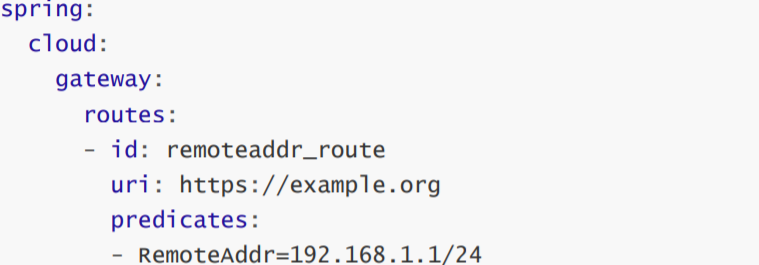 spring:
  cloud:
    gateway:
      routes:
      - id: remoteaddr_route
        uri: https://example.org
        predicates:
        - RemoteAddr=192.168.1.1/24